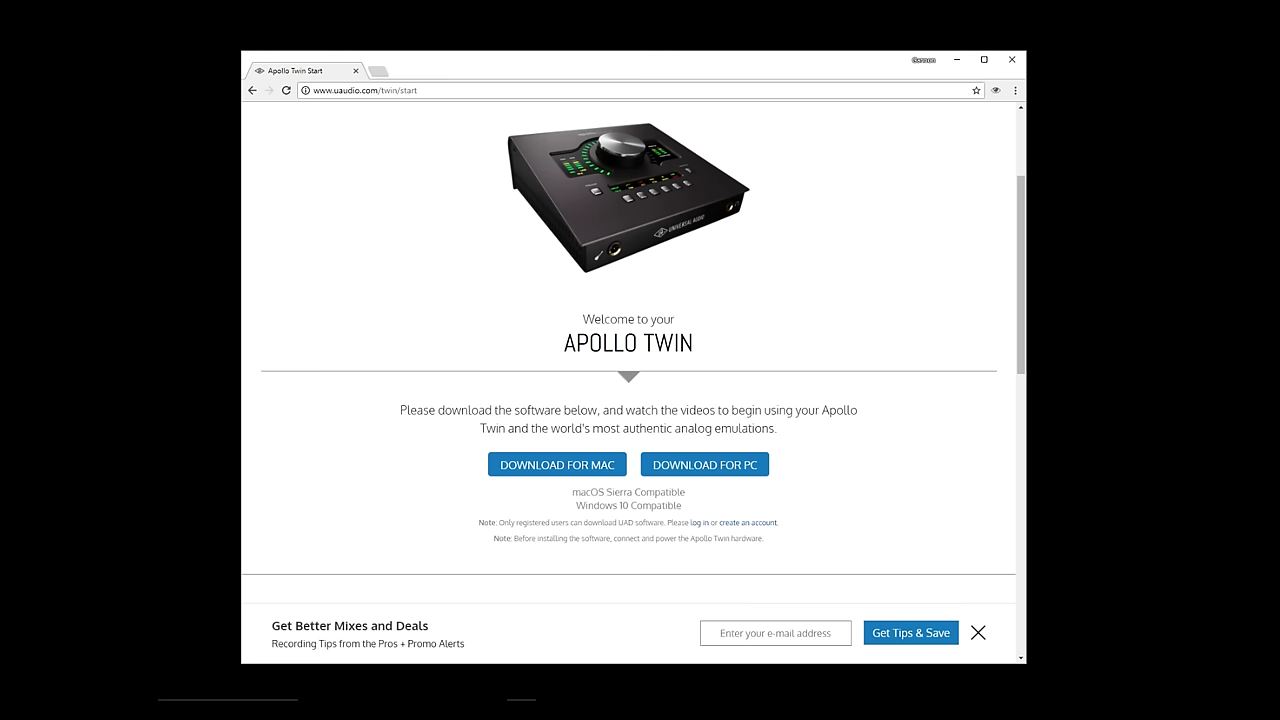 Apollo Twin Start
www.uaudio.com/twin/start
UNIVERSAL AUDIO
Welcome to your
APOLLO TWIN
Please download the software below, and watch the videos to begin using your Apollo
Twin and the world's most authentic analog emulations.
DOWNLOAD FOR MAC
DOWNLOAD FOR PC
macOS Sierra Compatible
Windows 10 Compatible
Note: Only registered users can download UAD software. Please log in or create an account.
Note: Before installing the software, connect and power the Apollo Twin hardware.
Get Better Mixes and Deals
Recording Tips from the Pros + Promo Alerts
Enter your e-mail address
Get Tips & Save